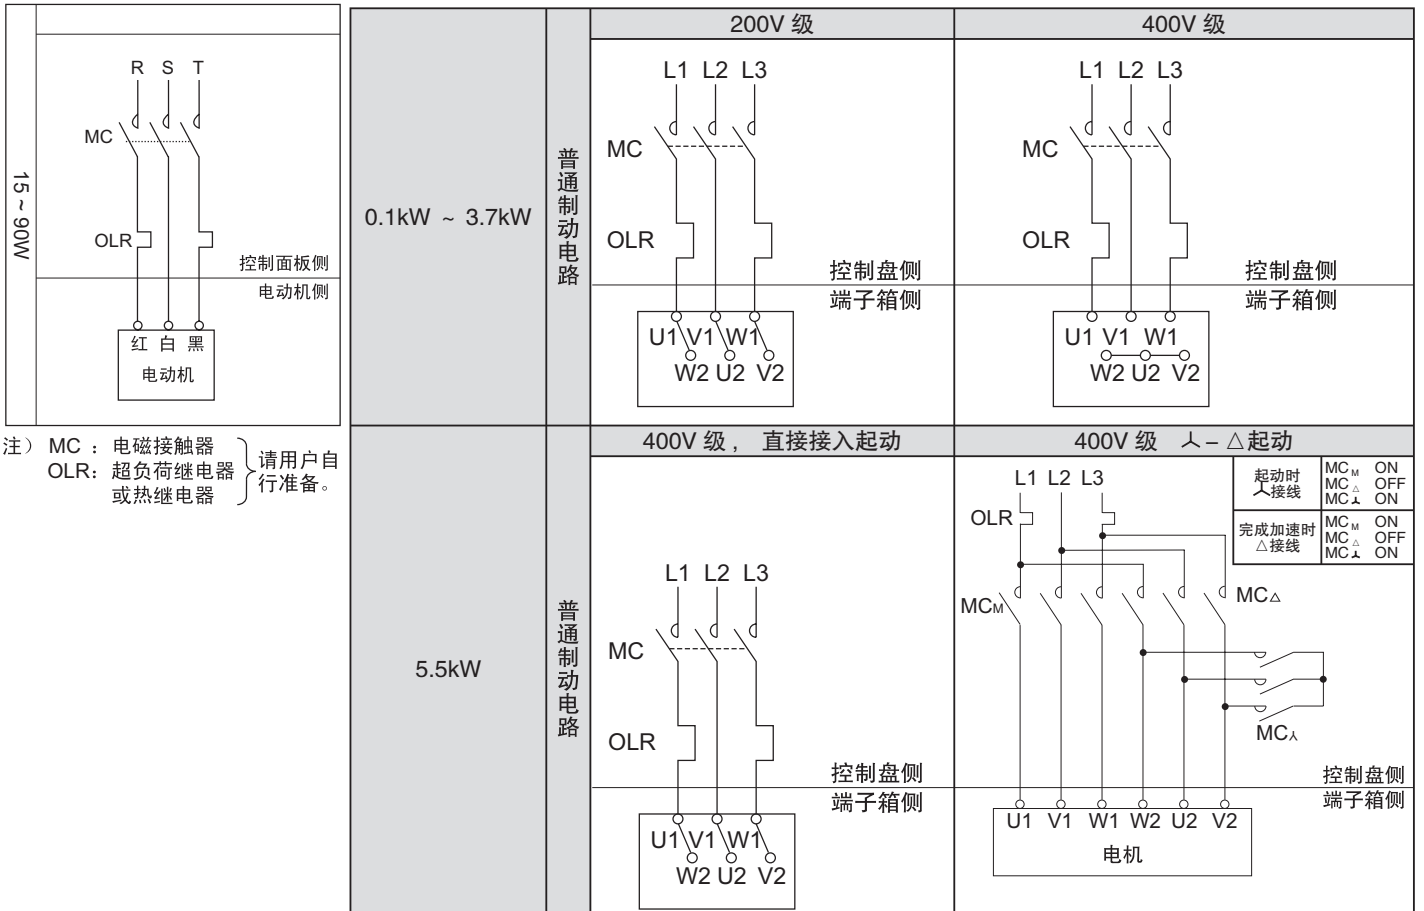 15 ~ 90W
R S T
MC
OLR
控制面板侧
电动机侧
红 白 黑
电动机
注） MC ：电磁接触器
OLR：超负荷继电器
或热继电器
请用户自
行准备。
0.1kW ~ 3.7kW
普通制动电路
200V 级
L1 L2 L3
MC
OLR
控制盘侧
端子箱侧
U1 V1 W1
W2 U2 V2
400V 级
L1 L2 L3
MC
OLR
控制盘侧
端子箱侧
U1 V1 W1
W2 U2 V2
5.5kW
普通制动电路
400V 级， 直接接入起动
L1 L2 L3
MC
OLR
控制盘侧
端子箱侧
U1 V1 W1
W2 U2 V2
400V 级 人 – △起动
起动时
人接线
MCM ON
MC△ OFF
MC人 ON
完成加速时
△接线
MCM ON
MC△ OFF
MC人 ON
L1 L2 L3
OLR
MCM
MC△
MC人
控制盘侧
端子箱侧
U1 V1 W1 W2 U2 V2
电机